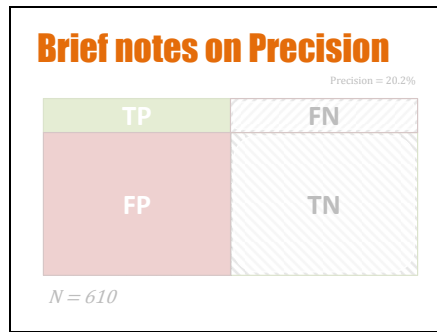 Brief notes on Precision
Precision = 20.2%
TP FN
FP TN
N = 610